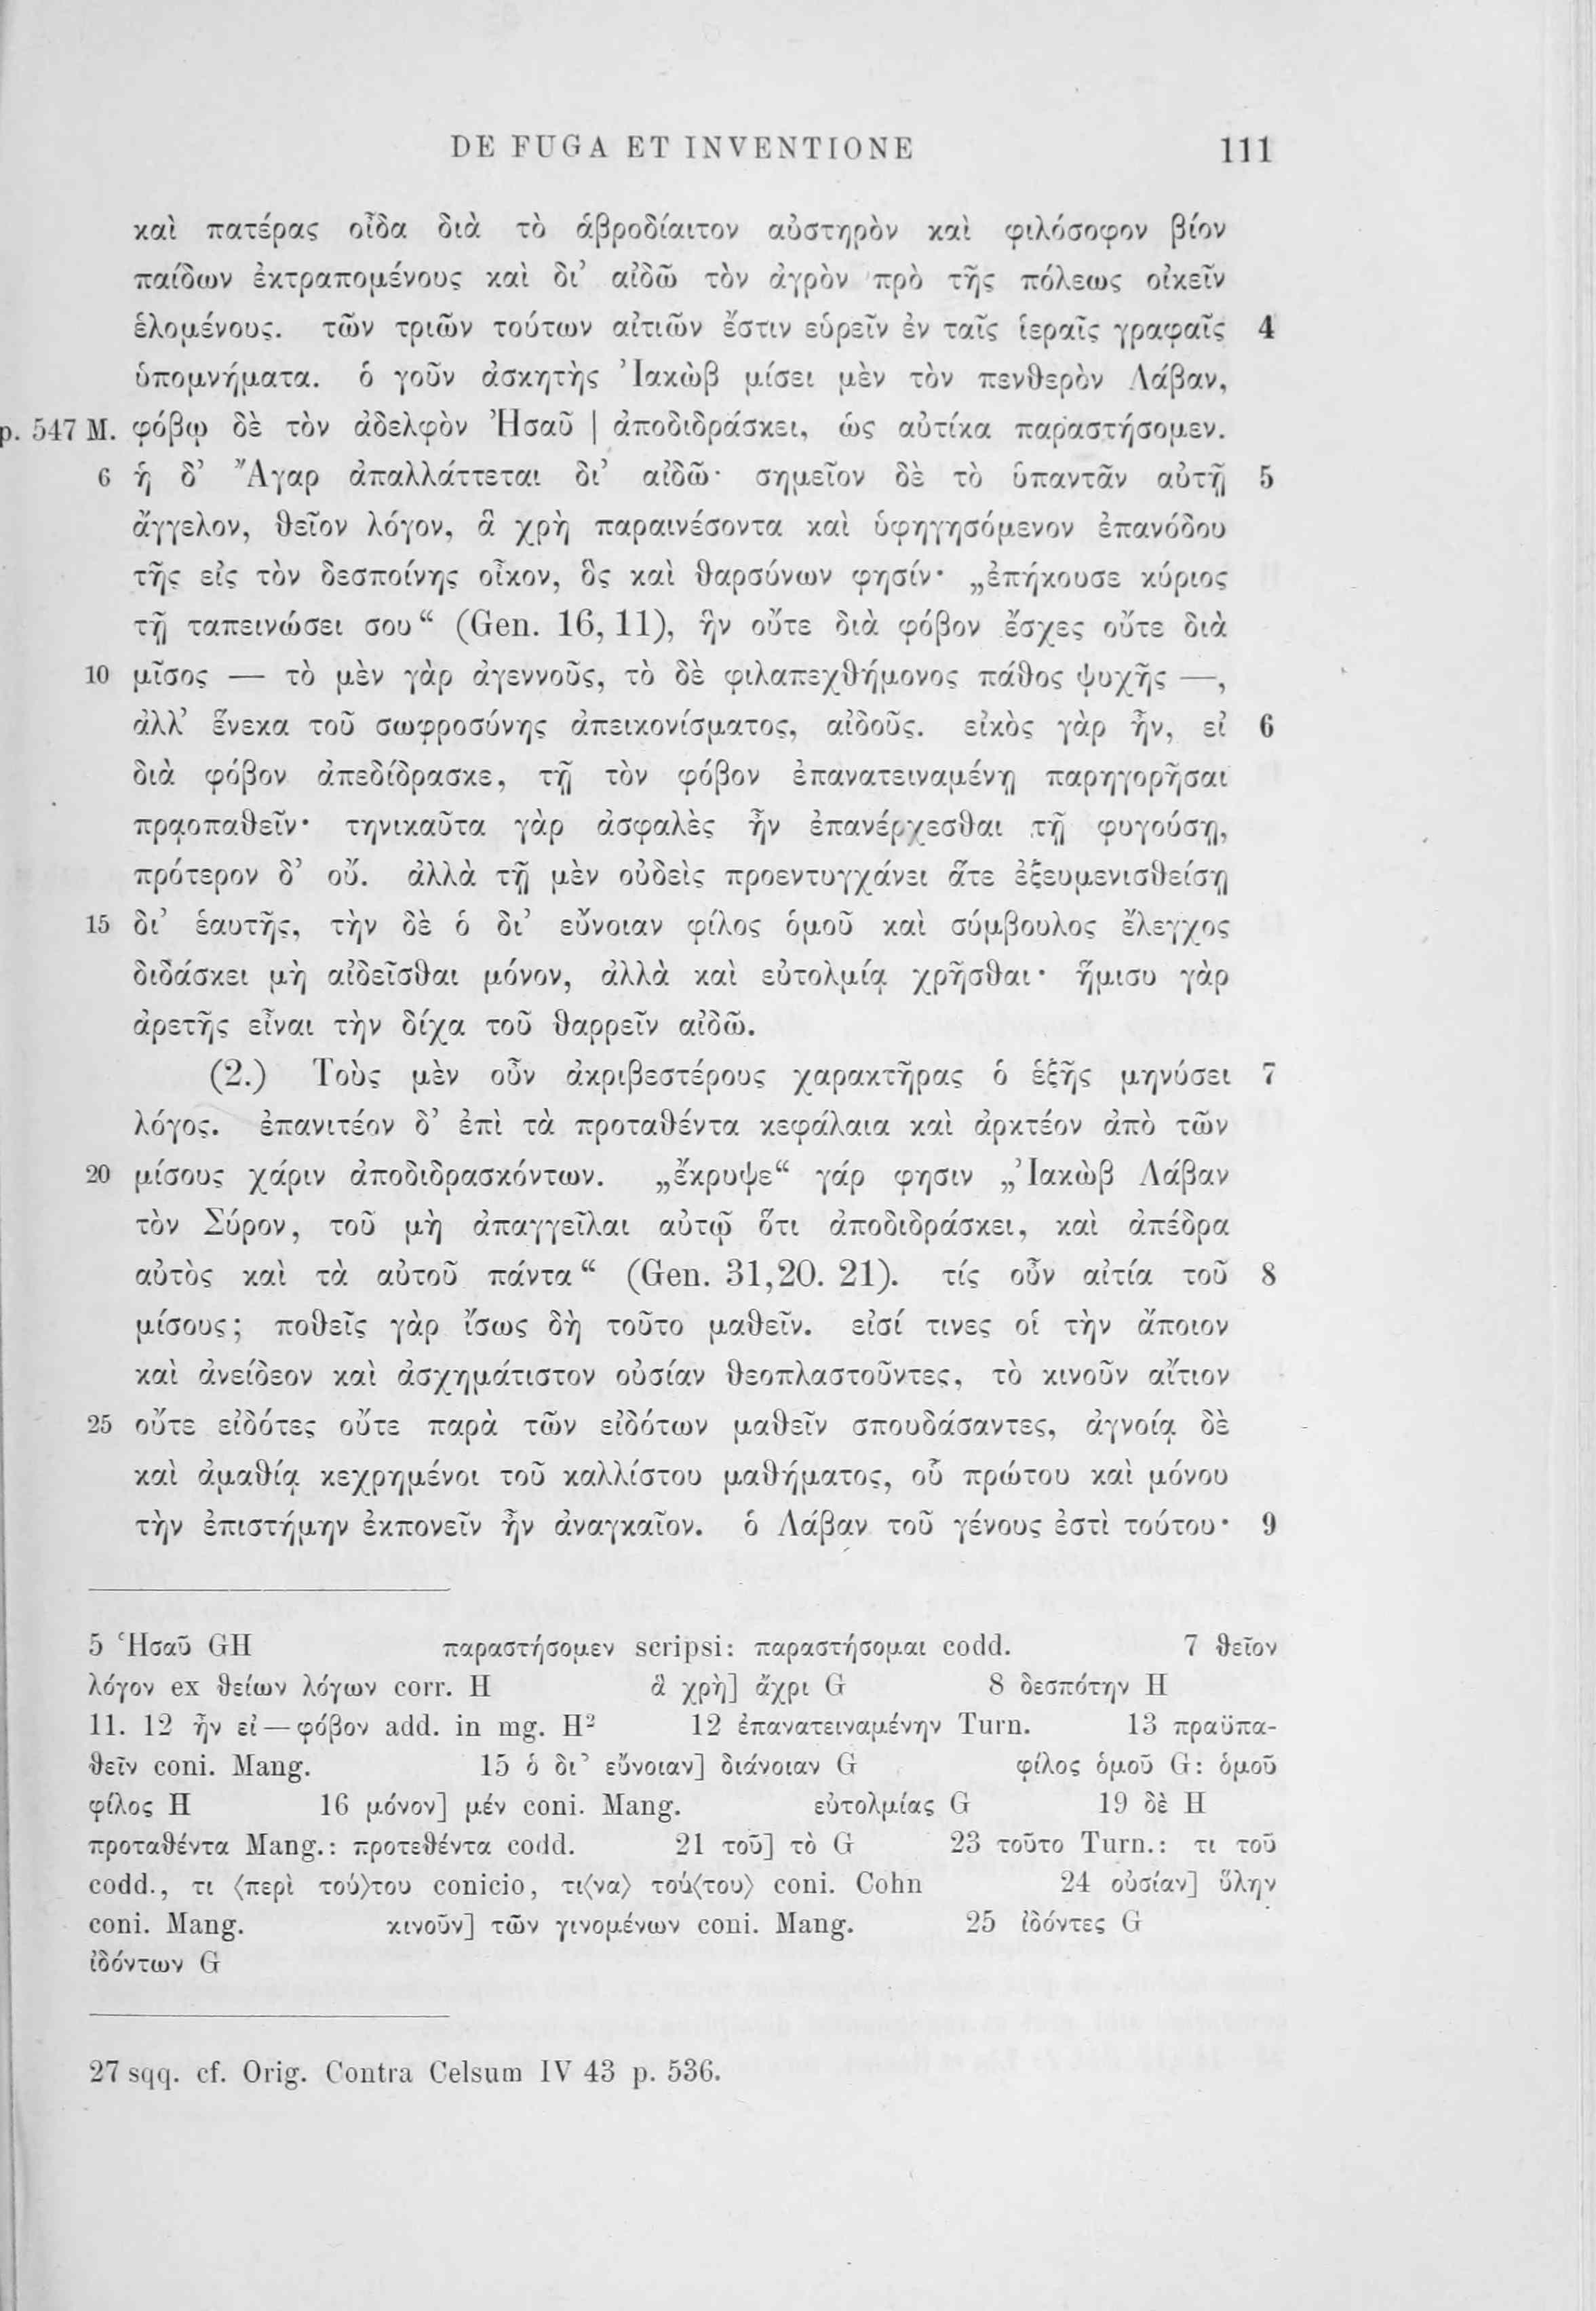 DE FUGA ET INVENTIONE 111
καὶ πατέρας οἶδα διὰ τὸ ἁβροδίαιτον αὐστηρὸν καὶ φιλόσοφον βίον
παίδων ἐκτραπομένους καὶ δι’ αἰδῶ τὸν ἀγρὸν πρὸ τῆς πόλεως οἰκεῖν
ἑλομένους. τῶν τριῶν τούτων αἰτιῶν ἔστιν εὑρεῖν ἐν ταῖς ἱεραῖς γραφαῖς 4
ὑπομνήματα. ὁ γοῦν ἀσκητὴς Ἰακὼβ μίσει μὲν τὸν πενθερὸν Λάβαν,
p. 547 M. φόβῳ δὲ τὸν ἀδελφὸν Ἠσαῦ | ἀποδιδράσκει, ὡς αὐτίκα παραστήσομεν.
6 ἡ δ’ Ἄγαρ ἀπαλλάττεται δι’ αἰδῶ· σημεῖον δὲ τὸ ὑπαντᾶν αὐτῇ 5
ἄγγελον, θεῖον λόγον, ἃ χρὴ παραινέσοντα καὶ ὑφηγησόμενον ἐπανόδου
τῆς εἰς τὸν δεσποίνης οἶκον, ὃς καὶ θαρσύνων φησίν· „ἐπήκουσε κύριος
τῇ ταπεινώσει σου“ (Gen. 16, 11), ἣν οὔτε διὰ φόβον ἔσχες οὔτε διὰ
10 μῖσος — τὸ μὲν γὰρ ἀγεννοῦς, τὸ δὲ φιλαπεχθήμονος πάθος ψυχῆς —,
ἀλλ’ ἕνεκα τοῦ σωφροσύνης ἀπεικονίσματος, αἰδοῦς. εἰκὸς γὰρ ἦν, εἰ 6
διὰ φόβον ἀπεδίδρασκε, τῇ τὸν φόβον ἐπανατειναμένῃ παρηγορῆσαι
πρᾳοπαθεῖν· τηνικαῦτα γὰρ ἀσφαλὲς ἦν ἐπανέρχεσθαι τῇ φυγούσῃ,
πρότερον δ’ οὔ. ἀλλὰ τῇ μὲν οὐδεὶς προεντυγχάνει ἅτε ἐξευμενισθείσῃ
15 δι’ ἑαυτῆς, τὴν δὲ ὁ δι’ εὔνοιαν φίλος ὁμοῦ καὶ σύμβουλος ἔλεγχος
διδάσκει μὴ αἰδεῖσθαι μόνον, ἀλλὰ καὶ εὐτολμίᾳ χρῆσθαι· ἥμισυ γὰρ
ἀρετῆς εἶναι τὴν δίχα τοῦ θαρρεῖν αἰδῶ.
(2.) Τοὺς μὲν οὖν ἀκριβεστέρους χαρακτῆρας ὁ ἑξῆς μηνύσει 7
λόγος. ἐπανιτέον δ’ ἐπὶ τὰ προταθέντα κεφάλαια καὶ ἀρκτέον ἀπὸ τῶν
20 μίσους χάριν ἀποδιδρασκόντων. „ἔκρυψε“ γάρ φησιν „Ἰακὼβ Λάβαν
τὸν Σύρον, τοῦ μὴ ἀπαγγεῖλαι αὐτῷ ὅτι ἀποδιδράσκει, καὶ ἀπέδρα
αὐτὸς καὶ τὰ αὐτοῦ πάντα“ (Gen. 31,20. 21). τίς οὖν αἰτία τοῦ 8
μίσους; ποθεῖς γὰρ ἴσως δὴ τοῦτο μαθεῖν. εἰσί τινες οἱ τὴν ἄποιον
καὶ ἀνείδεον καὶ ἀσχημάτιστον οὐσίαν θεοπλαστοῦντες, τὸ κινοῦν αἴτιον
25 οὔτε εἰδότες οὔτε παρὰ τῶν εἰδότων μαθεῖν σπουδάσαντες, ἀγνοίᾳ δὲ
καὶ ἀμαθίᾳ κεχρημένοι τοῦ καλλίστου μαθήματος, οὗ πρώτου καὶ μόνου
τὴν ἐπιστήμην ἐκπονεῖν ἦν ἀναγκαῖον. ὁ Λάβαν τοῦ γένους ἐστὶ τούτου· 9
5 Ἡσαῦ GH παραστήσομεν scripsi: παραστήσομαι codd. 7 θεῖον
λόγον ex θείων λόγων corr. H ἃ χρὴ] ἄχρι G 8 δεσπότην H
11. 12 ἦν εἰ — φόβον add. in mg. H² 12 ἐπανατειναμένην Turn. 13 πραϋπα-
θεῖν coni. Mang. 15 ὁ δι’ εὔνοιαν] διάνοιαν G φίλος ὁμοῦ G: ὁμοῦ
φίλος H 16 μόνον] μέν coni. Mang. εὐτολμίας G 19 δὲ H
προταθέντα Mang.: προτεθέντα codd. 21 τοῦ] τὸ G 23 τοῦτο Turn.: τι τοῦ
codd., τι ⟨περὶ τού⟩του conicio, τι⟨να⟩ τού⟨του⟩ coni. Cohn 24 οὐσίαν] ὕλην
coni. Mang. κινοῦν] τῶν γινομένων coni. Mang. 25 ἰδόντες G
ἰδόντων G
27 sqq. cf. Orig. Contra Celsum IV 43 p. 536.